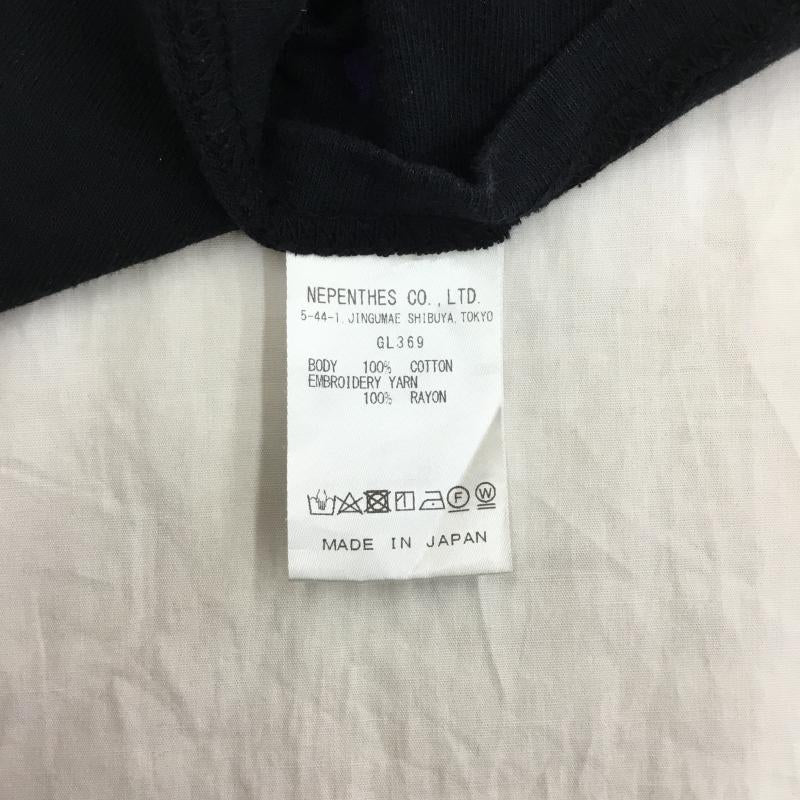 NEPENTHES CO., LTD.
5-44-1, JINGUMAE SHIBUYA, TOKYO
GL369
BODY 100% COTTON
EMBROIDERY YARN
100% RAYON
F W
MADE IN JAPAN